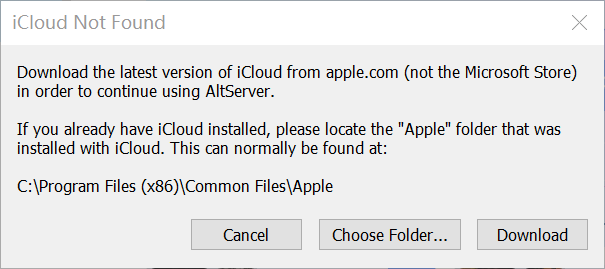 iCloud Not Found
Download the latest version of iCloud from apple.com (not the Microsoft Store)
in order to continue using AltServer.
If you already have iCloud installed, please locate the "Apple" folder that was
installed with iCloud. This can normally be found at:
C:\Program Files (x86)\Common Files\Apple
Cancel
Choose Folder...
Download